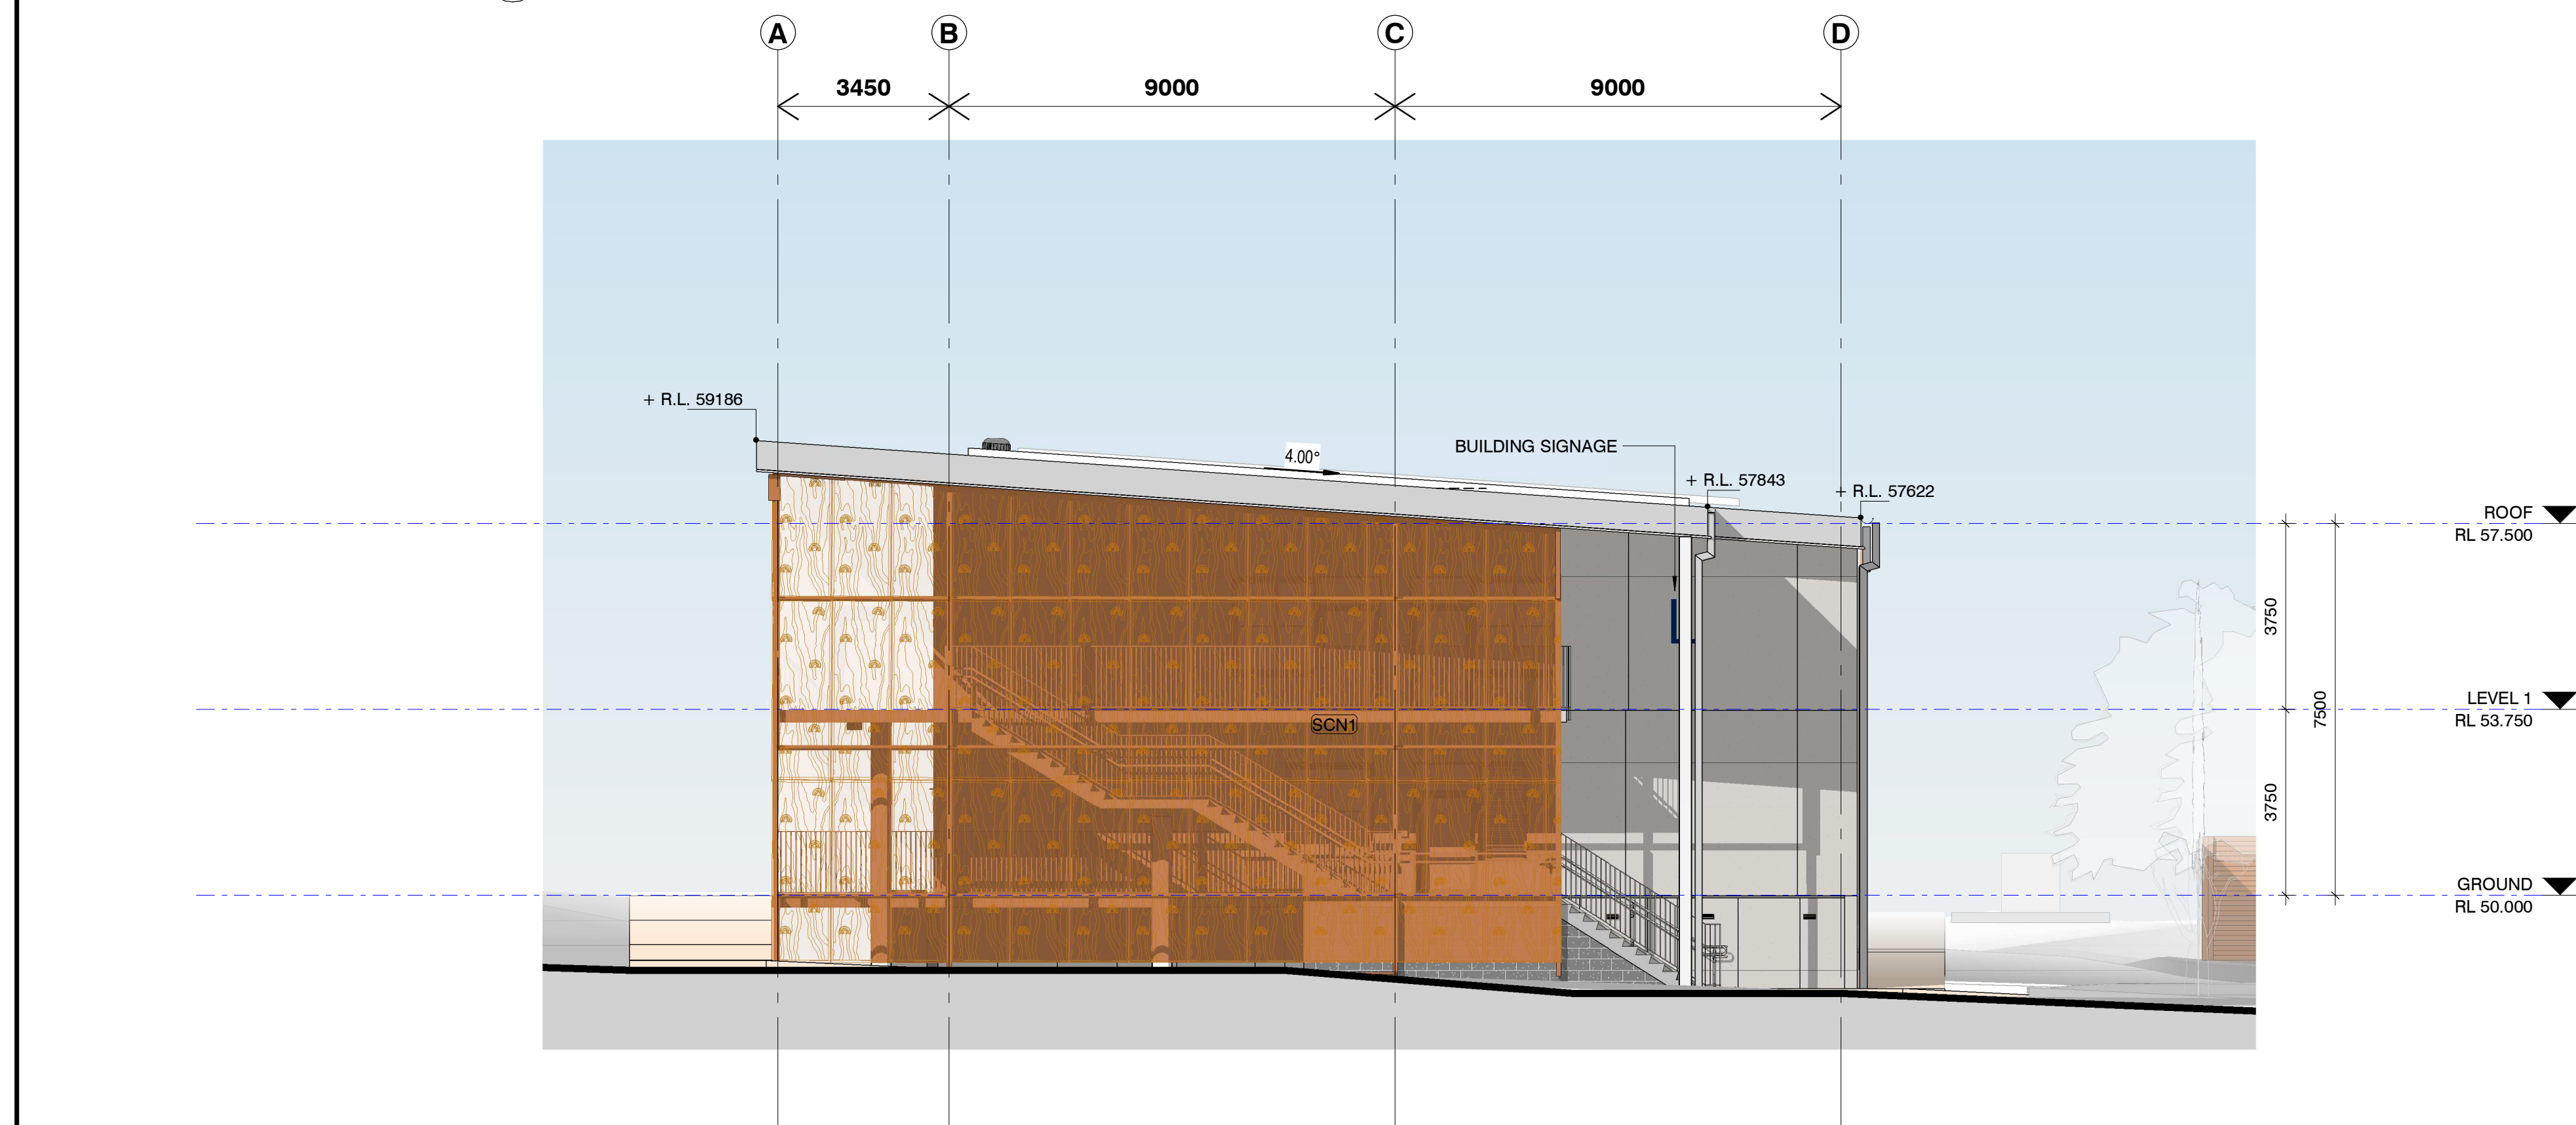 A
B
C
D
3450
9000
9000
+ R.L. 59186
4.00°
BUILDING SIGNAGE
+ R.L. 57843
+ R.L. 57622
ROOF
RL 57.500
3750
LEVEL 1
RL 53.750
7500
SCN1
3750
GROUND
RL 50.000
L